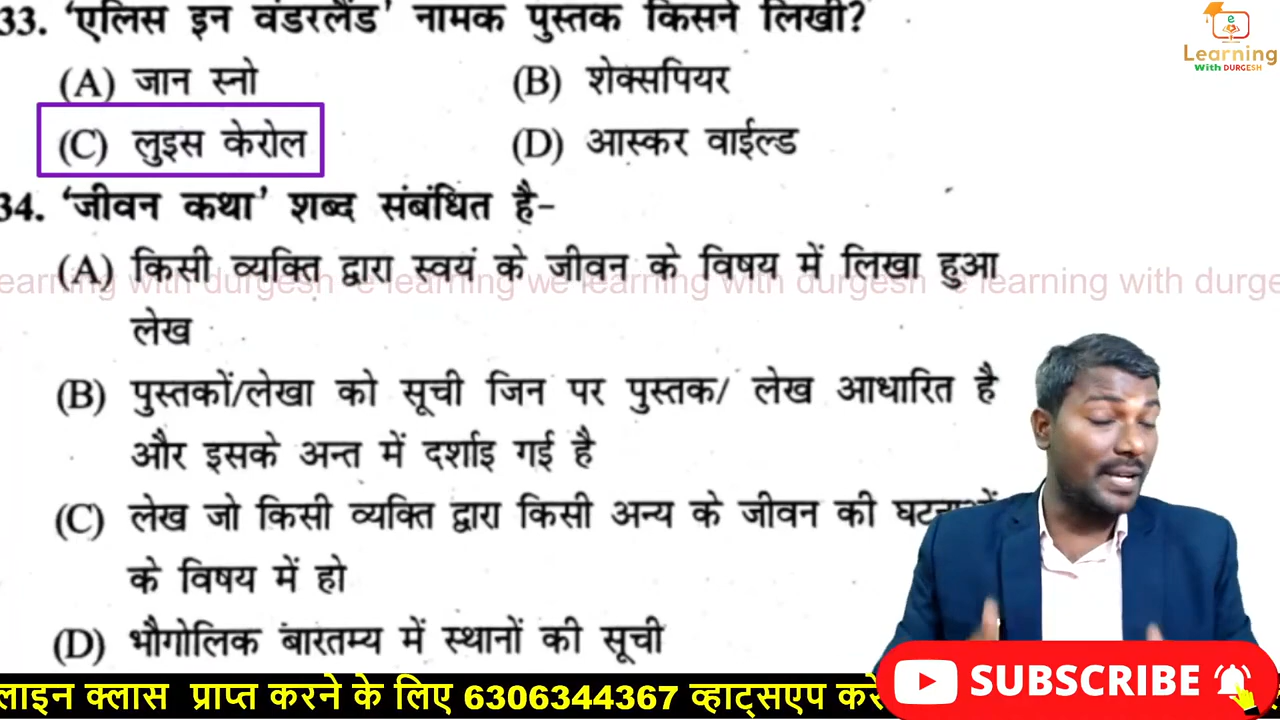 33. ‘एलिस इन वंडरलैंड’ नामक पुस्तक किसने लिखी?
(A) जान स्नो (B) शेक्सपियर
(C) लुइस केरोल (D) आस्कर वाईल्ड
34. ‘जीवन कथा’ शब्द संबंधित है-
(A) किसी व्यक्ति द्वारा स्वयं के जीवन के विषय में लिखा हुआ
लेख
(B) पुस्तकों/लेखा को सूची जिन पर पुस्तक/ लेख आधारित है
और इसके अन्त में दर्शाइ गई है
(C) लेख जो किसी व्यक्ति द्वारा किसी अन्य के जीवन की
के विषय में हो
(D) भौगोलिक बारतम्य में स्थानों की सूची
e
Learning
With DURGESH
earning with durgesh e learning we learning with durgesh e learning with durge
लाइन क्लास प्राप्त करने के लिए 6306344367 व्हाट्सएप करे
SUBSCRIBE